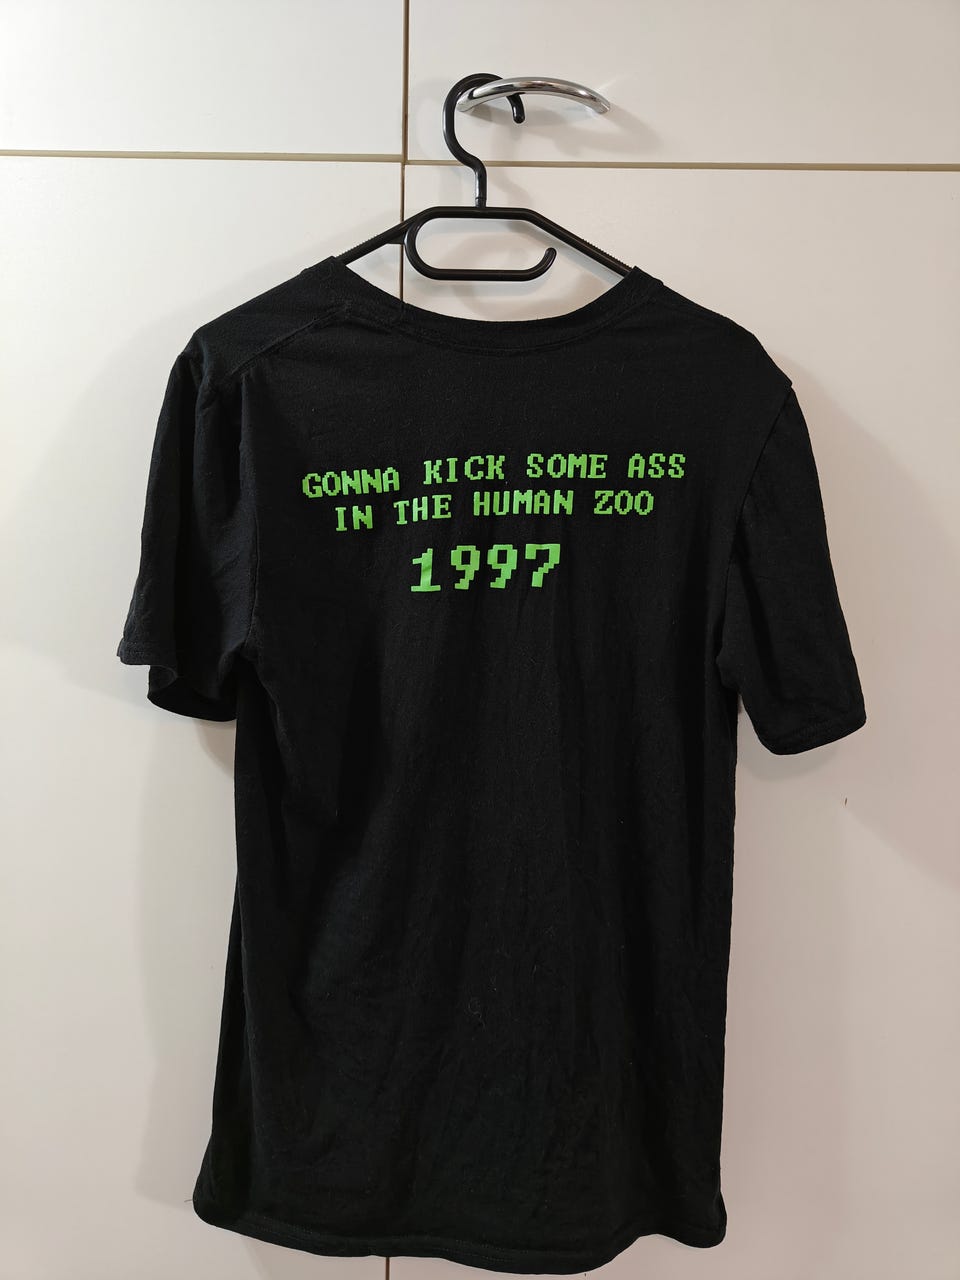 GONNA KICK SOME ASS
IN THE HUMAN ZOO
1997